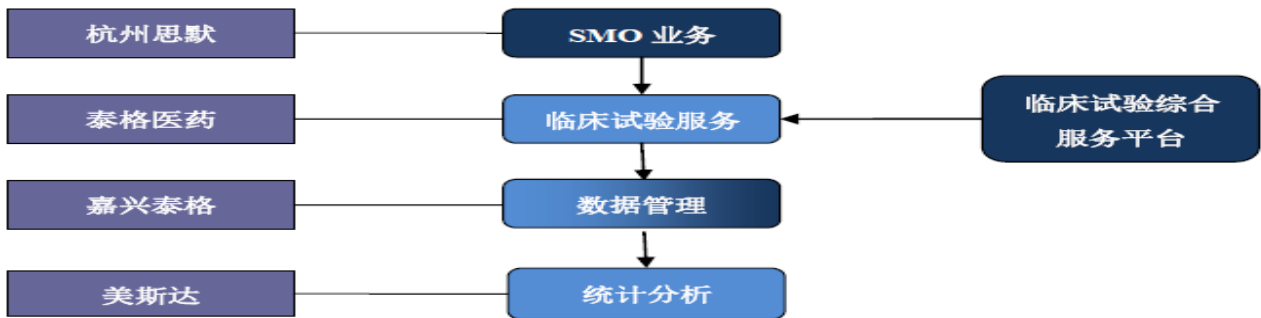 杭州思默
SMO 业务
泰格医药
临床试验服务
临床试验综合
服务平台
嘉兴泰格
数据管理
美斯达
统计分析